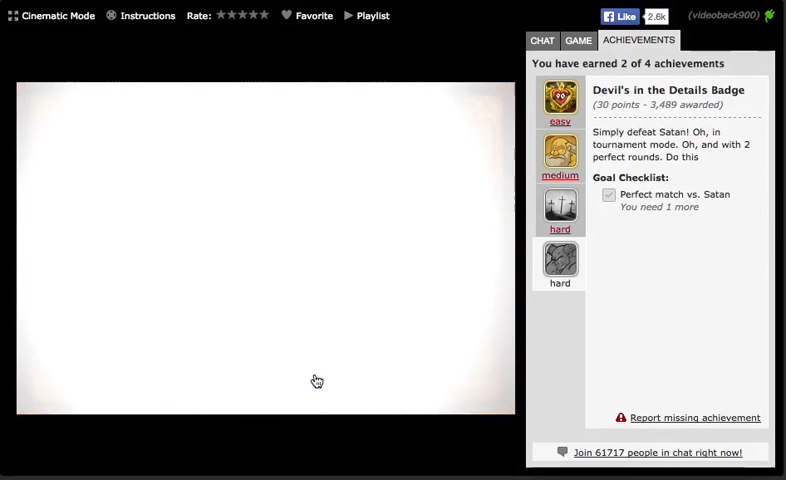 Cinematic Mode Instructions Rate: Favorite Playlist Like 2.6k (videoback900)
CHAT GAME ACHIEVEMENTS
You have earned 2 of 4 achievements
easy
medium
hard
hard
Devil's in the Details Badge
(30 points - 3,489 awarded)
Simply defeat Satan! Oh, in
tournament mode. Oh, and with 2
perfect rounds. Do this
Goal Checklist:
Perfect match vs. Satan
You need 1 more
Report missing achievement
Join 61717 people in chat right now!